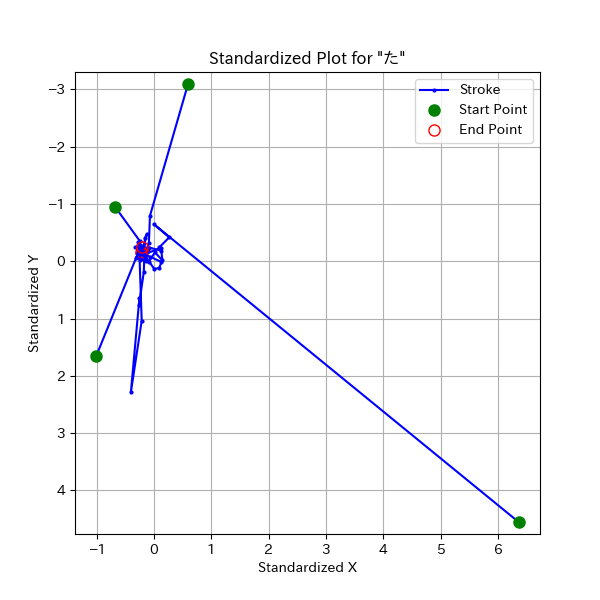 Standardized Plot for "た"
Stroke
Start Point
End Point
−3
−2
−1
0
1
2
3
4
Standardized Y
−1 0 1 2 3 4 5 6
Standardized X